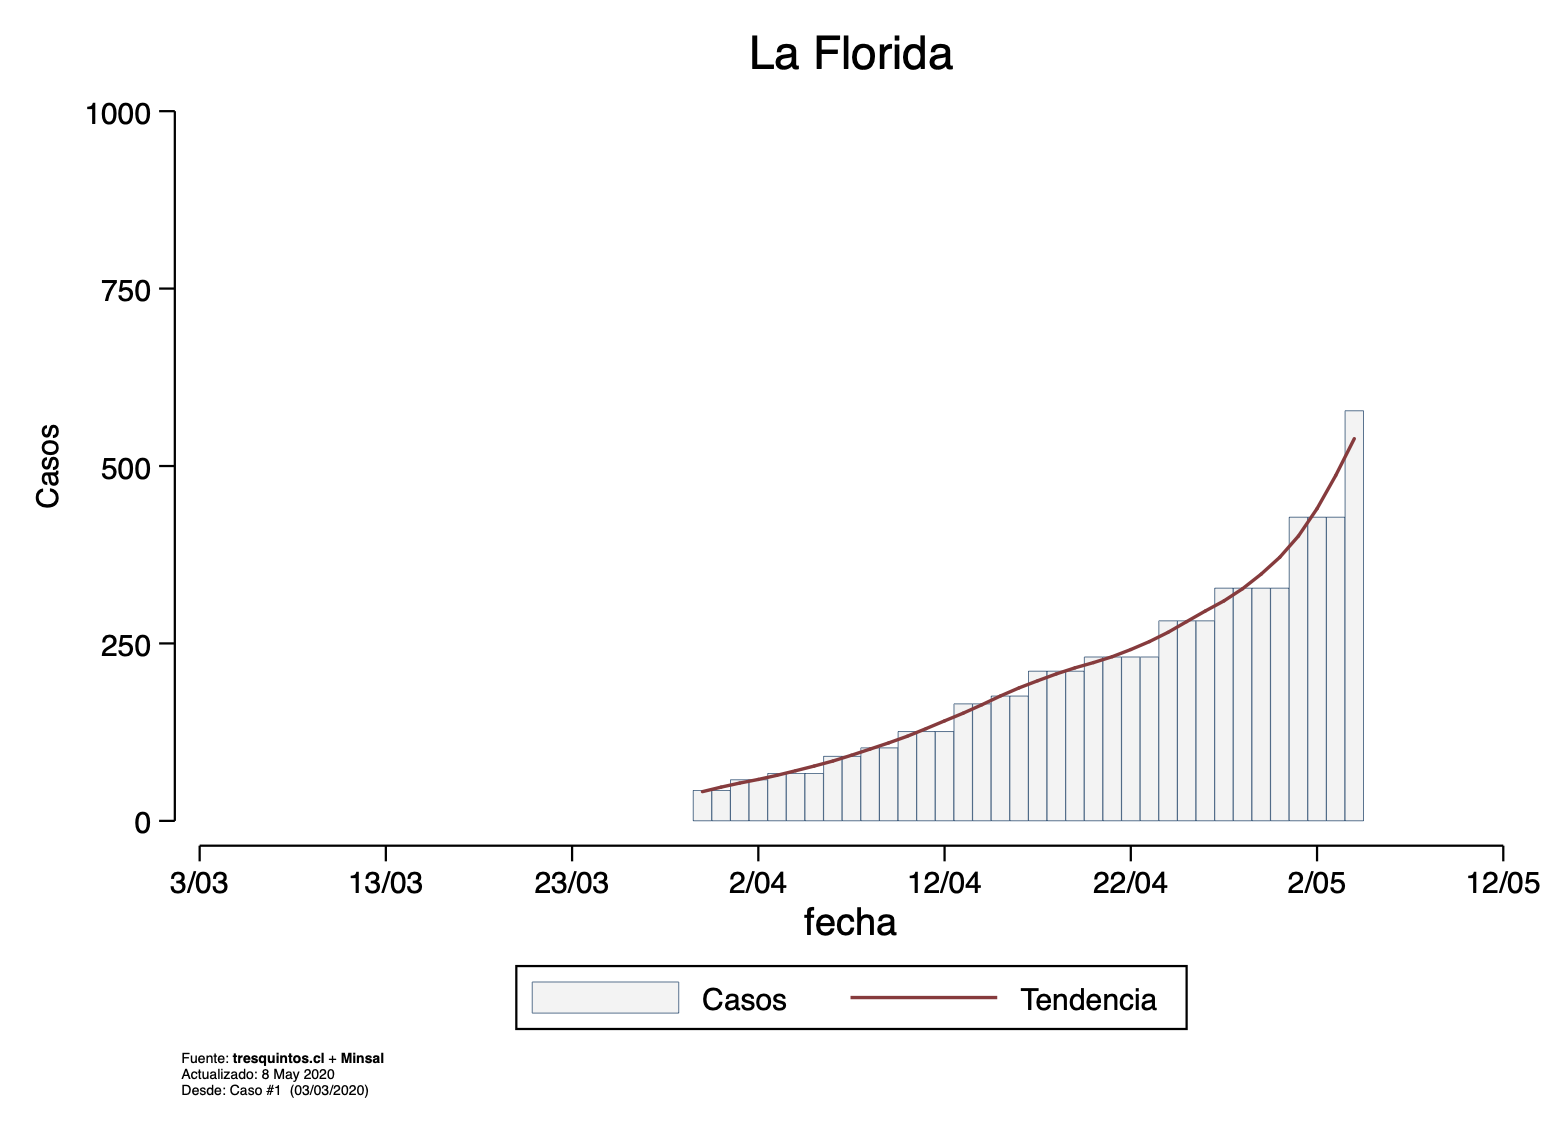 La Florida
1000
750
500
250
0
Casos
3/03 13/03 23/03 2/04 12/04 22/04 2/05 12/05
fecha
Casos Tendencia
Fuente: tresquintos.cl + Minsal
Actualizado: 8 May 2020
Desde: Caso #1 (03/03/2020)